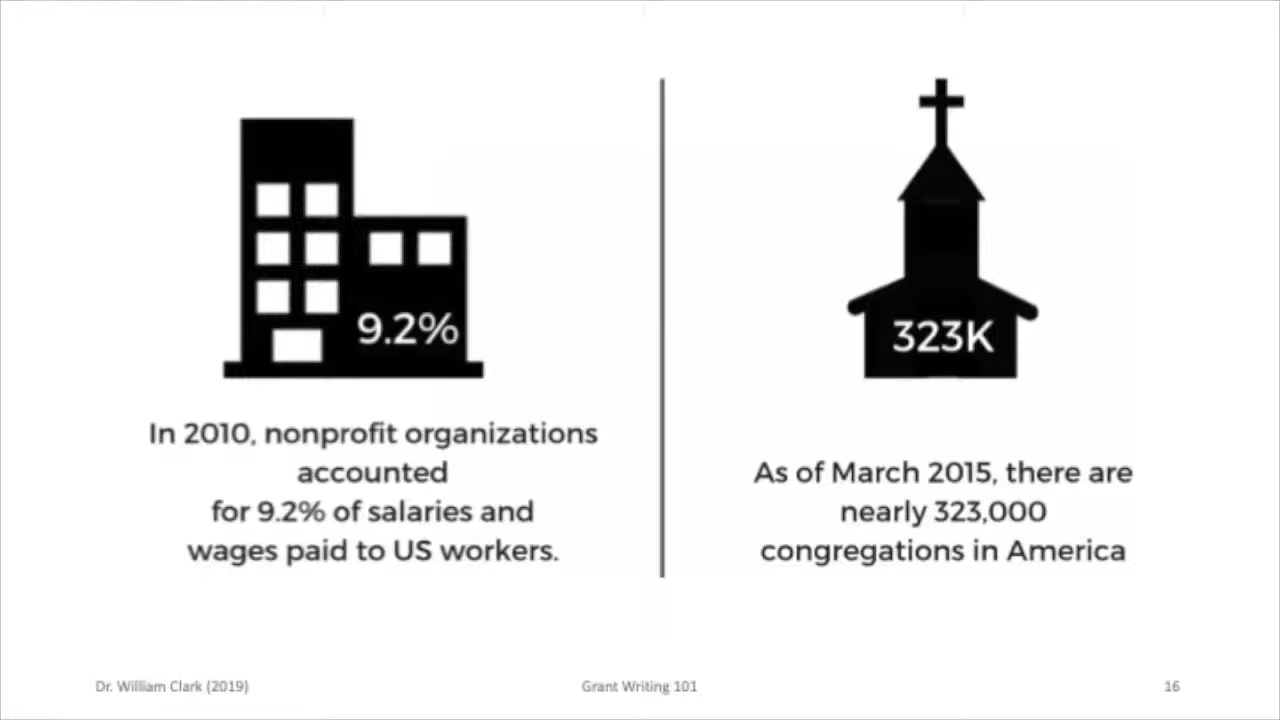 9.2%
In 2010, nonprofit organizations
accounted
for 9.2% of salaries and
wages paid to US workers.
323K
As of March 2015, there are
nearly 323,000
congregations in America
Dr. William Clark (2019)
Grant Writing 101
16